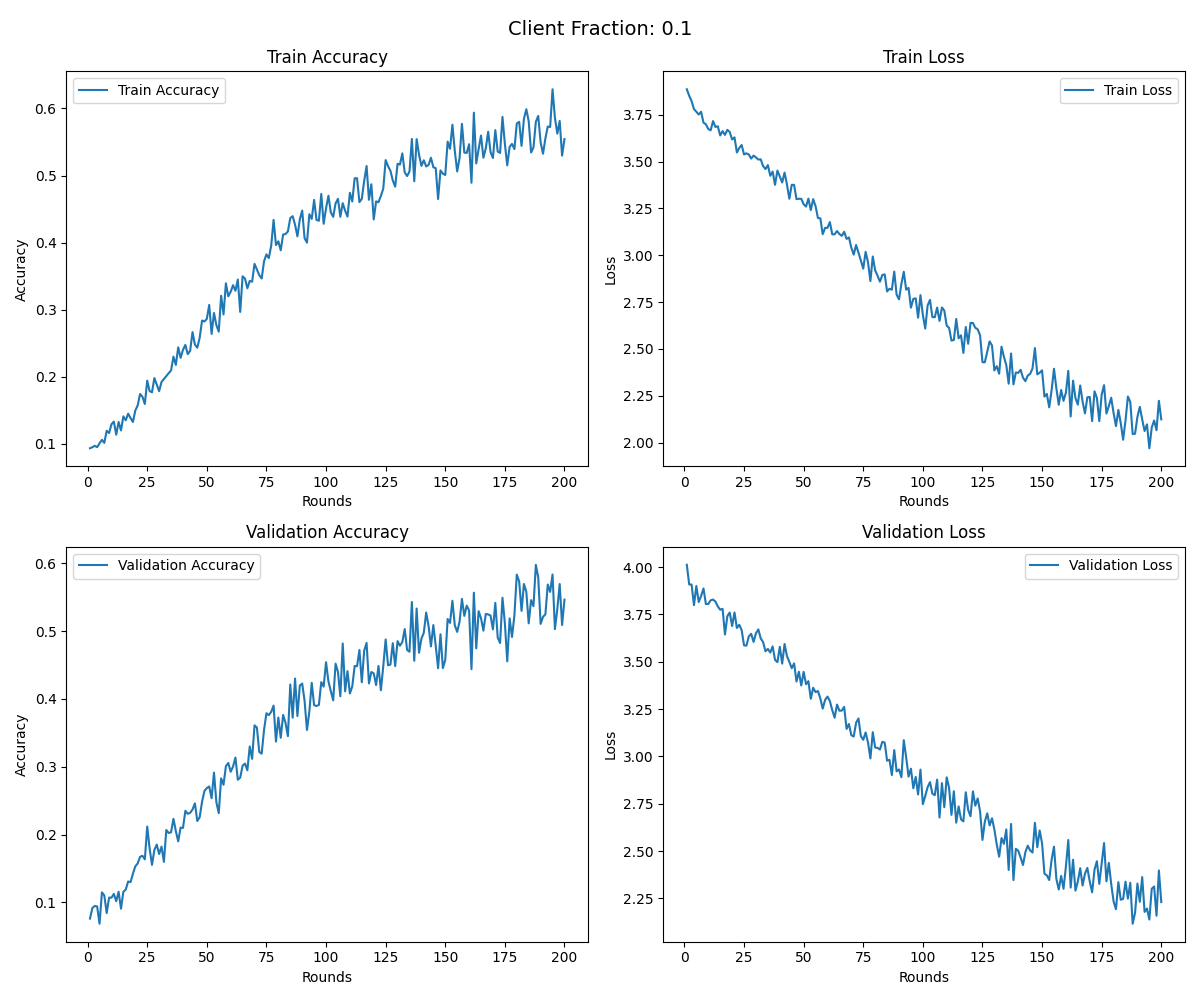 Client Fraction: 0.1
Train Accuracy
Train Accuracy
0.6
0.5
0.4
0.3
0.2
0.1
Accuracy
0 25 50 75 100 125 150 175 200
Rounds
Train Loss
Train Loss
3.75
3.50
3.25
3.00
2.75
2.50
2.25
2.00
Loss
0 25 50 75 100 125 150 175 200
Rounds
Validation Accuracy
Validation Accuracy
0.6
0.5
0.4
0.3
0.2
0.1
Accuracy
0 25 50 75 100 125 150 175 200
Rounds
Validation Loss
Validation Loss
4.00
3.75
3.50
3.25
3.00
2.75
2.50
2.25
Loss
0 25 50 75 100 125 150 175 200
Rounds